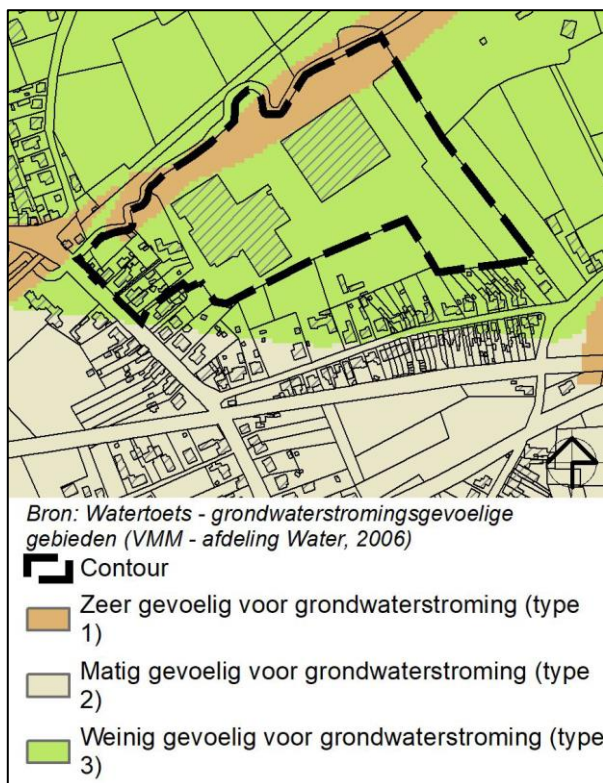 Bron: Watertoets - grondwaterstromingsgevoelige
gebieden (VMM - afdeling Water, 2006)
Contour
Zeer gevoelig voor grondwaterstroming (type
1)
Matig gevoelig voor grondwaterstroming (type
2)
Weinig gevoelig voor grondwaterstroming (type
3)